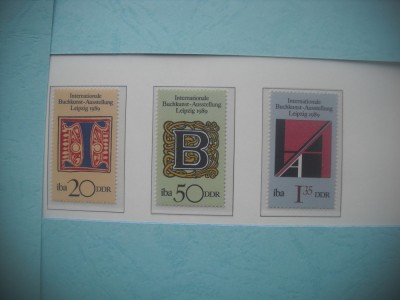 Internationale
Buchkunst-Ausstellung
Leipzig 1989
I
iba 20 DDR
Internationale
Buchkunst-Ausstellung
Leipzig 1989
B
iba 50 DDR
Internationale
Buchkunst-Ausstellung
Leipzig 1989
A
iba 1.35 DDR